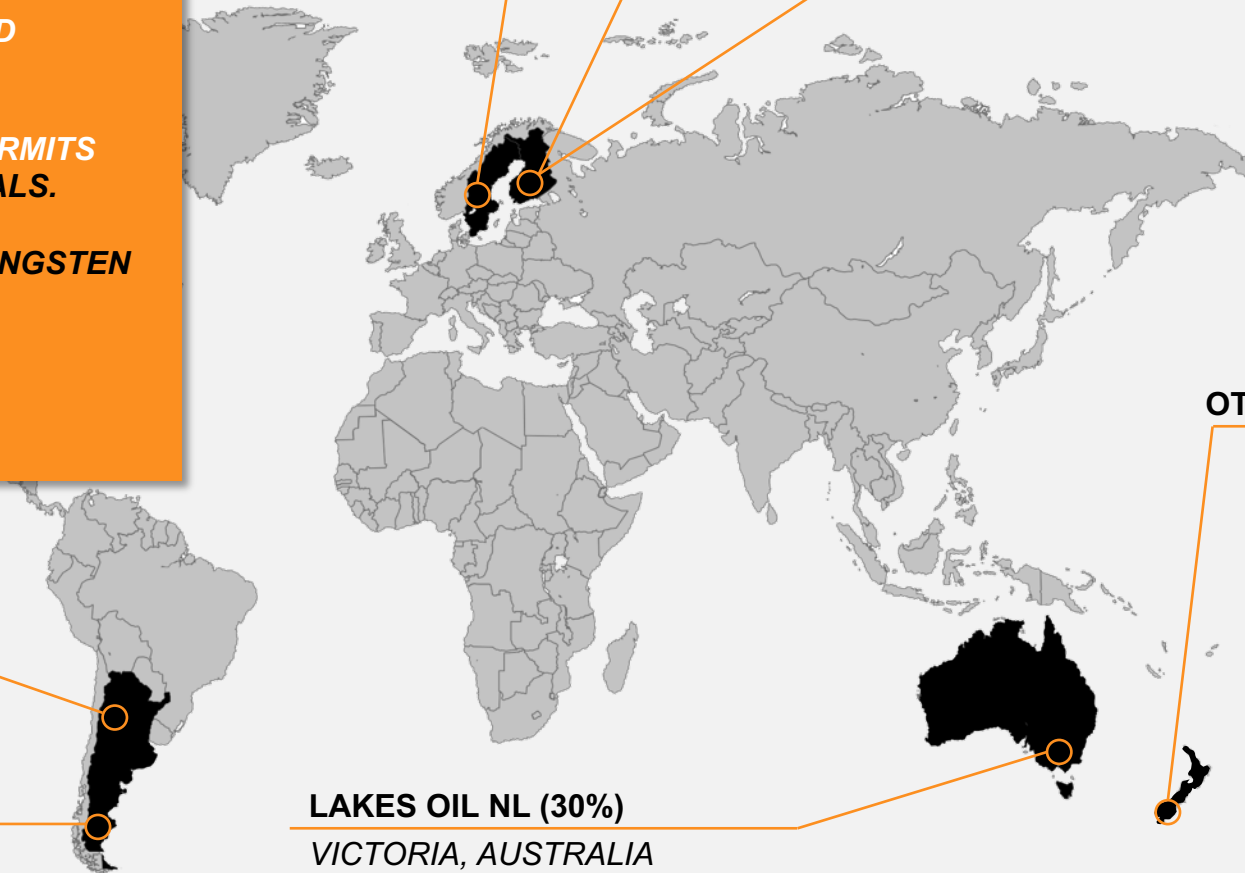 D
RMITS
ALS.
NGSTEN
OT
LAKES OIL NL (30%)
VICTORIA, AUSTRALIA